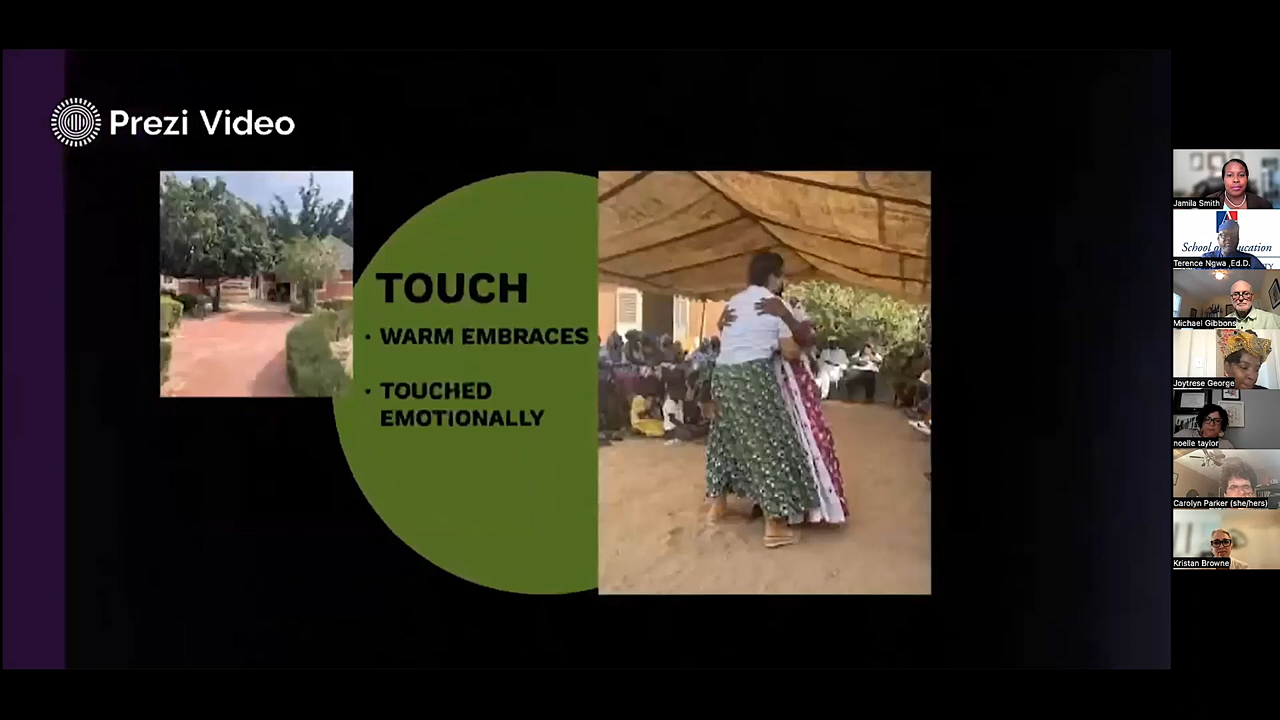 Prezi Video
TOUCH
• WARM EMBRACES
• TOUCHED
EMOTIONALLY
Jamila Smith
School of Education
Terence Ngwa ,Ed.D.
Michael Gibbons
Joytrese George
noelle taylor
Carolyn Parker (she/hers)
Kristan Browne